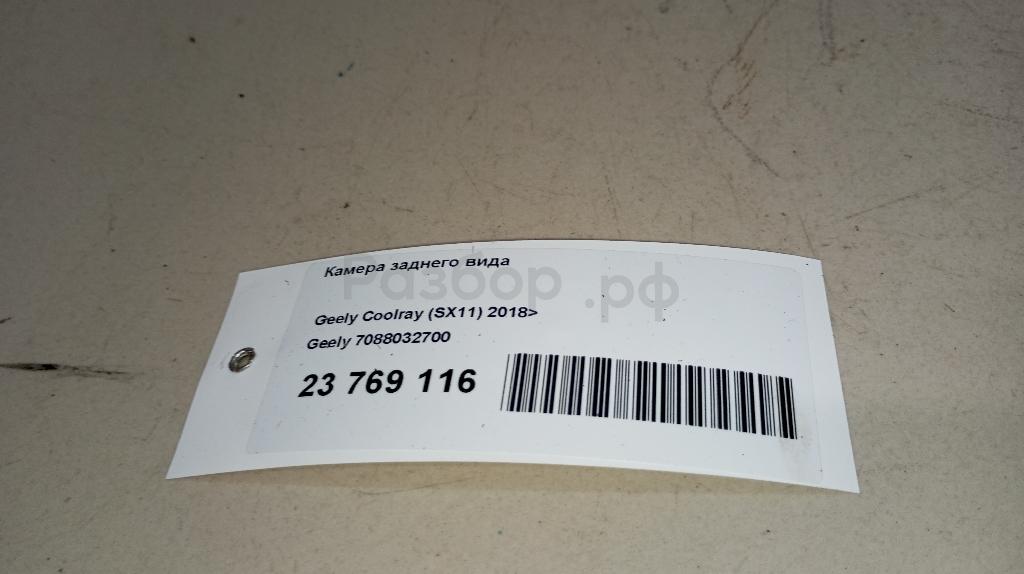 Камера заднего вида
Разбор.рф
Geely Coolray (SX11) 2018>
Geely 7088032700
23 769 116